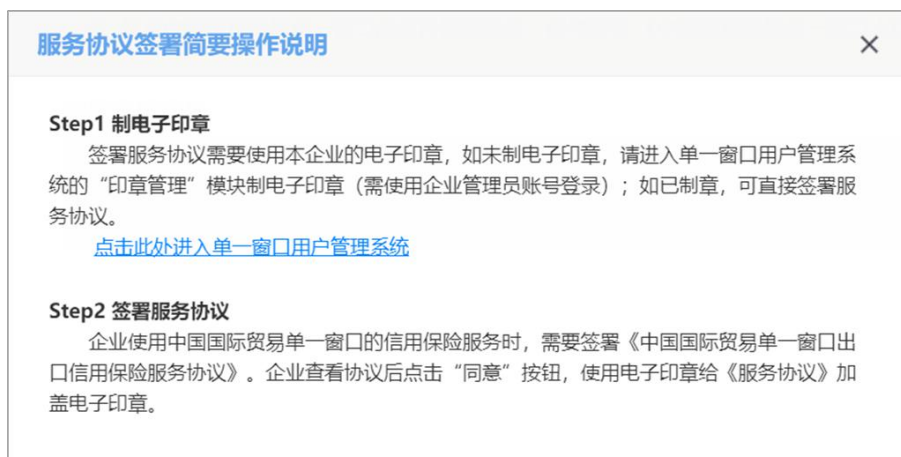 服务协议签署简要操作说明
Step1 制电子印章
签署服务协议需要使用本企业的电子印章，如未制电子印章，请进入单一窗口用户管理系
统的“印章管理”模块制电子印章（需使用企业管理员账号登录）；如已制章，可直接签署服
务协议。
点击此处进入单一窗口用户管理系统
Step2 签署服务协议
企业使用中国国际贸易单一窗口的信用保险服务时，需要签署《中国国际贸易单一窗口出
口信用保险服务协议》。企业查看协议后点击“同意”按钮，使用电子印章给《服务协议》加
盖电子印章。